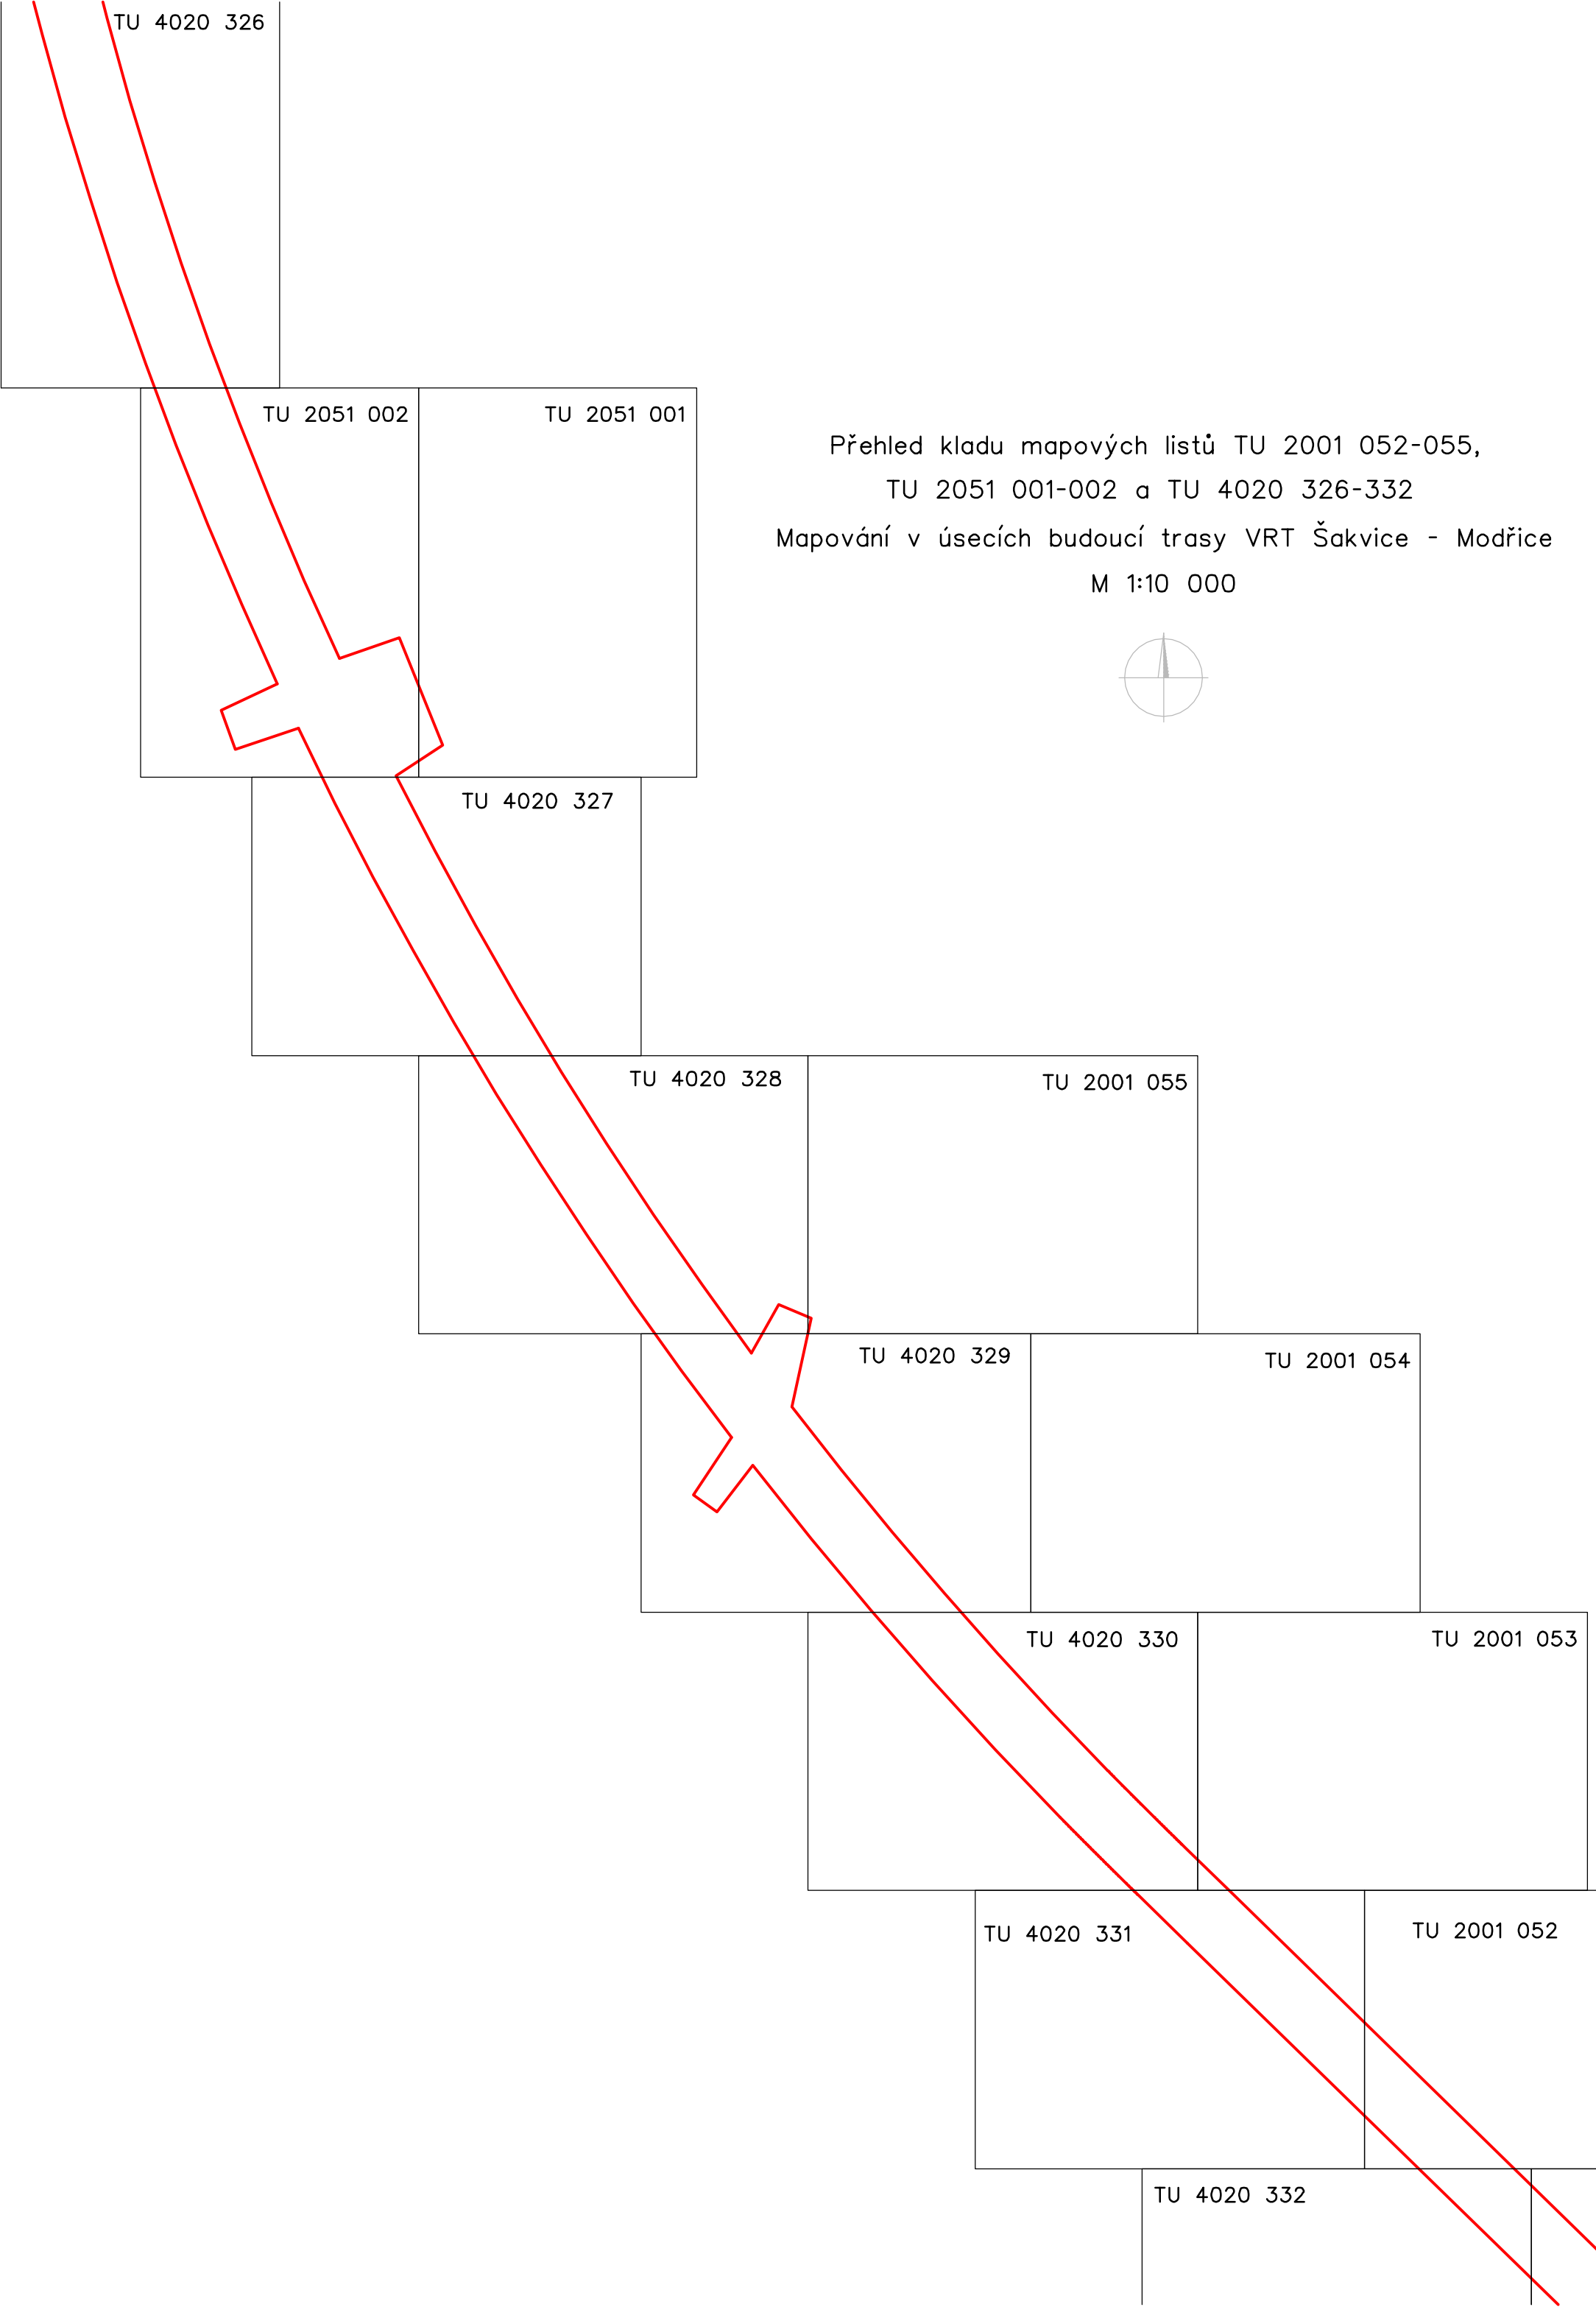 TU 4020 326
TU 2051 002
TU 2051 001
Přehled kladu mapových listů TU 2001 052-055,
TU 2051 001-002 a TU 4020 326-332
Mapování v úsecích budoucí trasy VRT Šakvice - Modřice
M 1:10 000
TU 4020 327
TU 4020 328
TU 2001 055
TU 4020 329
TU 2001 054
TU 4020 330
TU 2001 053
TU 4020 331
TU 2001 052
TU 4020 332